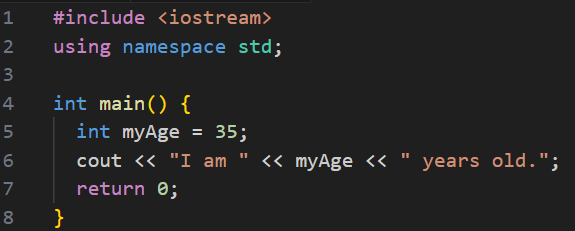 1 #include <iostream>
2 using namespace std;
3
4 int main() {
5   int myAge = 35;
6   cout << "I am " << myAge << " years old.";
7   return 0;
8 }